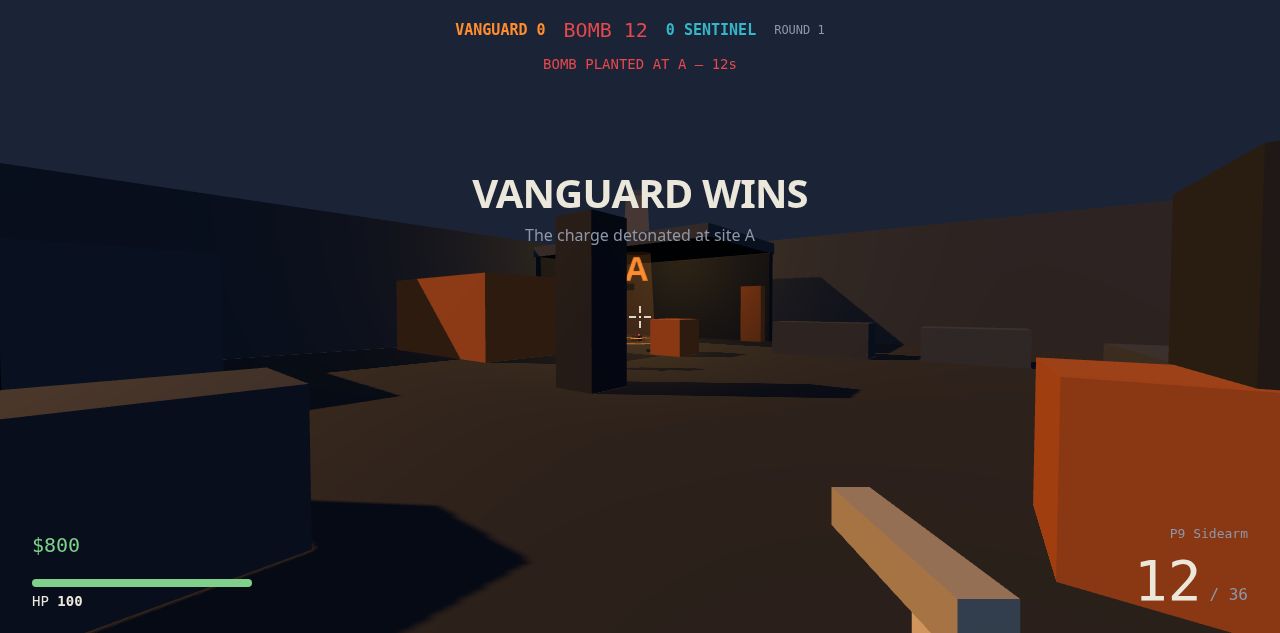 VANGUARD 0 BOMB 12 0 SENTINEL ROUND 1
BOMB PLANTED AT A — 12s
VANGUARD WINS
The charge detonated at site A
A
$800
HP 100
P9 Sidearm
12 / 36